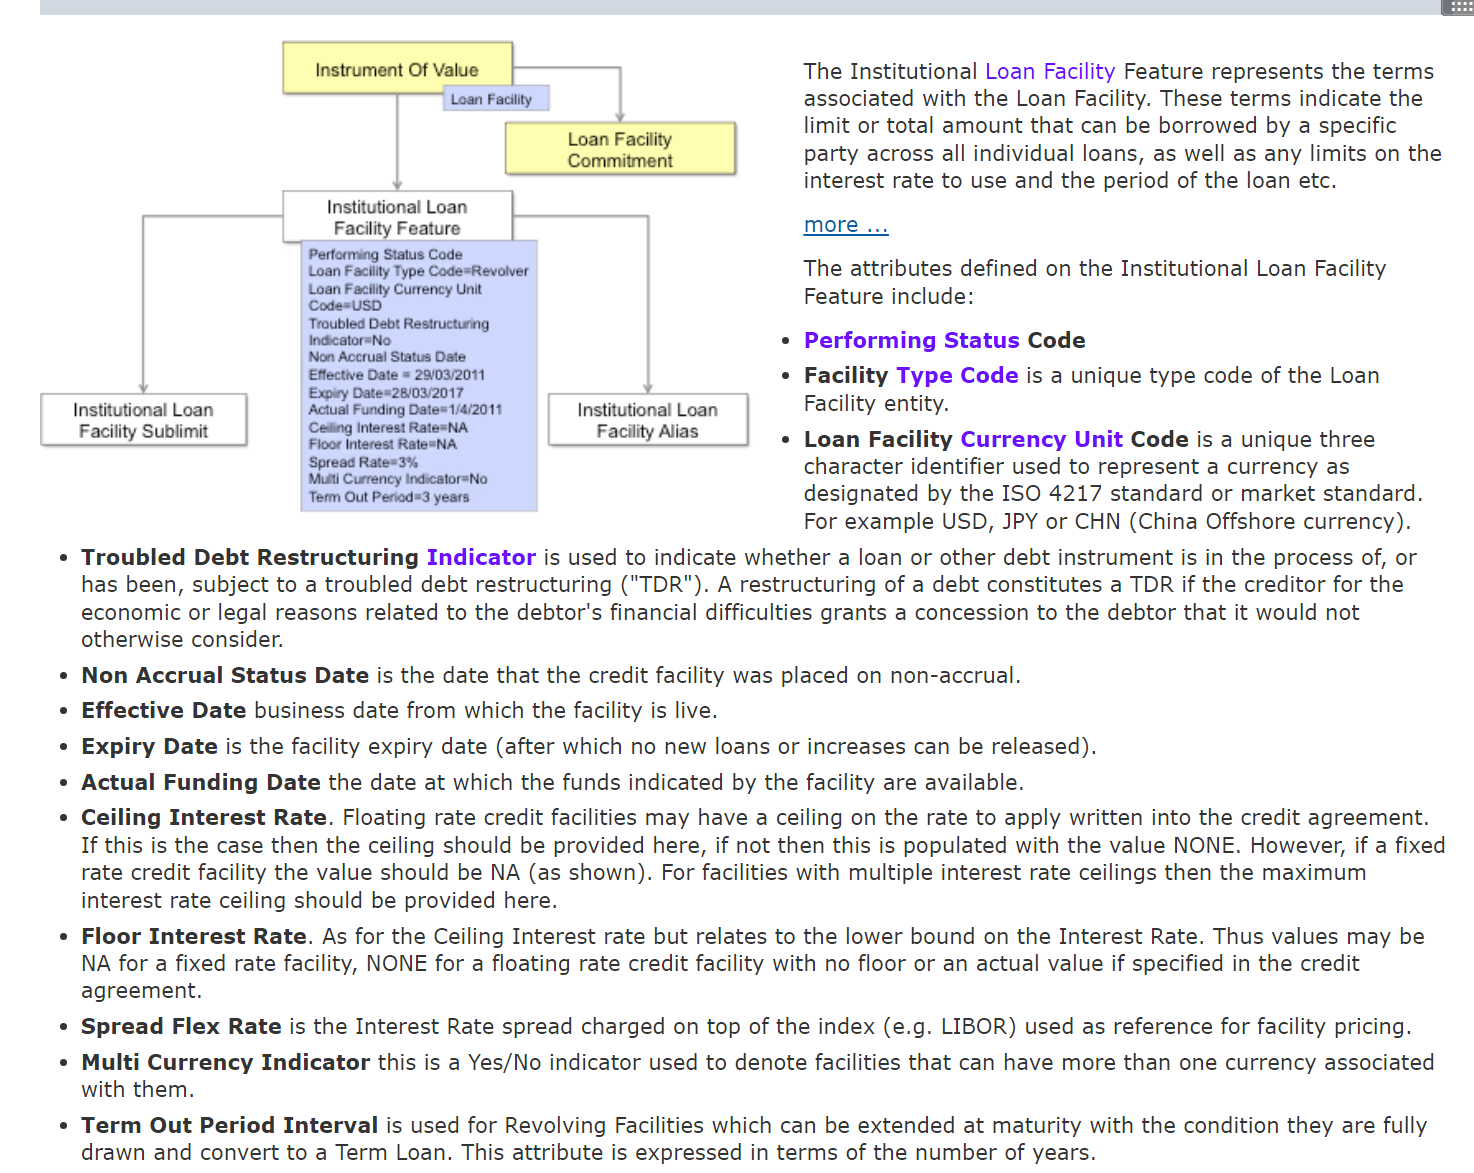 Instrument Of Value
Loan Facility
Loan Facility
Commitment
Institutional Loan
Facility Feature
Performing Status Code
Loan Facility Type Code=Revolver
Loan Facility Currency Unit
Code=USD
Troubled Debt Restructuring
Indicator=No
Non Accrual Status Date
Effective Date = 29/03/2011
Expiry Date=28/03/2017
Actual Funding Date=1/4/2011
Ceiling Interest Rate=NA
Floor Interest Rate=NA
Spread Rate=3%
Multi Currency Indicator=No
Term Out Period=3 years
Institutional Loan
Facility Sublimit
Institutional Loan
Facility Alias
The Institutional Loan Facility Feature represents the terms
associated with the Loan Facility. These terms indicate the
limit or total amount that can be borrowed by a specific
party across all individual loans, as well as any limits on the
interest rate to use and the period of the loan etc.
more ...
The attributes defined on the Institutional Loan Facility
Feature include:
• Performing Status Code
• Facility Type Code is a unique type code of the Loan
Facility entity.
• Loan Facility Currency Unit Code is a unique three
character identifier used to represent a currency as
designated by the ISO 4217 standard or market standard.
For example USD, JPY or CHN (China Offshore currency).
• Troubled Debt Restructuring Indicator is used to indicate whether a loan or other debt instrument is in the process of, or
has been, subject to a troubled debt restructuring ("TDR"). A restructuring of a debt constitutes a TDR if the creditor for the
economic or legal reasons related to the debtor's financial difficulties grants a concession to the debtor that it would not
otherwise consider.
• Non Accrual Status Date is the date that the credit facility was placed on non-accrual.
• Effective Date business date from which the facility is live.
• Expiry Date is the facility expiry date (after which no new loans or increases can be released).
• Actual Funding Date the date at which the funds indicated by the facility are available.
• Ceiling Interest Rate. Floating rate credit facilities may have a ceiling on the rate to apply written into the credit agreement.
If this is the case then the ceiling should be provided here, if not then this is populated with the value NONE. However, if a fixed
rate credit facility the value should be NA (as shown). For facilities with multiple interest rate ceilings then the maximum
interest rate ceiling should be provided here.
• Floor Interest Rate. As for the Ceiling Interest rate but relates to the lower bound on the Interest Rate. Thus values may be
NA for a fixed rate facility, NONE for a floating rate credit facility with no floor or an actual value if specified in the credit
agreement.
• Spread Flex Rate is the Interest Rate spread charged on top of the index (e.g. LIBOR) used as reference for facility pricing.
• Multi Currency Indicator this is a Yes/No indicator used to denote facilities that can have more than one currency associated
with them.
• Term Out Period Interval is used for Revolving Facilities which can be extended at maturity with the condition they are fully
drawn and convert to a Term Loan. This attribute is expressed in terms of the number of years.